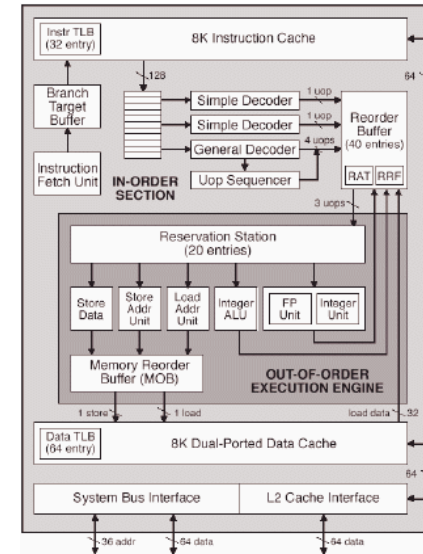 Instr TLB
(32 entry)
8K Instruction Cache
128
64
Branch
Target
Buffer
Instruction
Fetch Unit
Simple Decoder
1 uop
Simple Decoder
1 uop
General Decoder
4 uops
Uop Sequencer
IN-ORDER
SECTION
Reorder
Buffer
(40 entries)
RAT
RRF
3 uops
Reservation Station
(20 entries)
Store
Data
Store
Addr
Unit
Load
Addr
Unit
Integer
ALU
FP
Unit
Integer
Unit
Memory Reorder
Buffer (MOB)
OUT-OF-ORDER
EXECUTION ENGINE
1 store
1 load
load data
32
Data TLB
(64 entry)
8K Dual-Ported Data Cache
64
System Bus Interface
L2 Cache Interface
36 addr
64 data
64 data